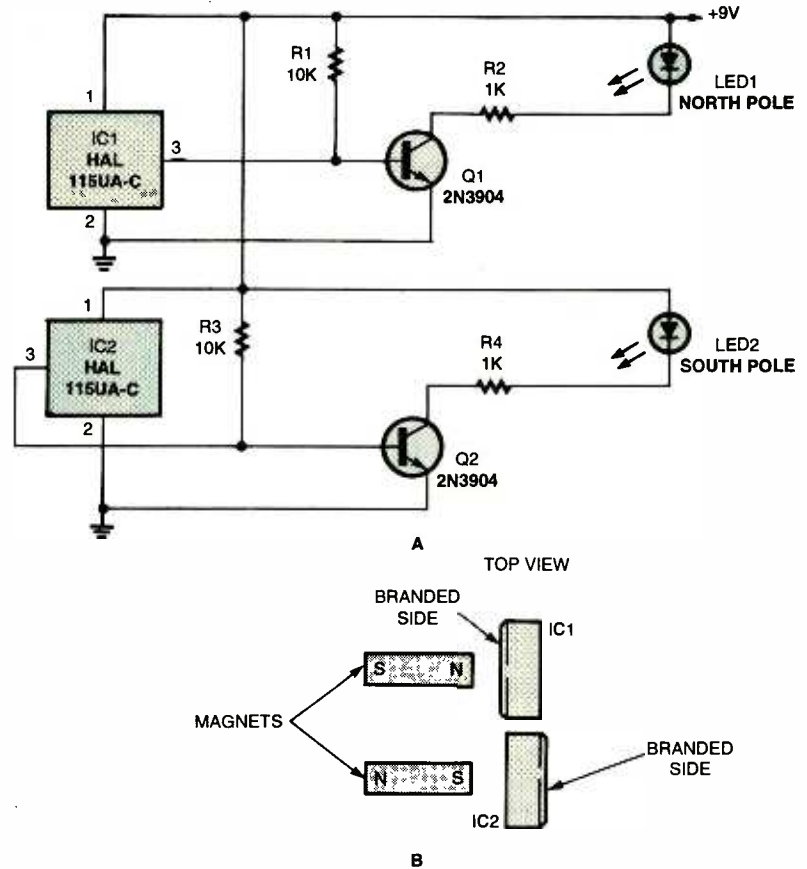 +9V
R1
10K
R2
1K
LED1
NORTH POLE
1
IC1
HAL
115UA-C
3
Q1
2N3904
2
1
R3
10K
R4
1K
LED2
SOUTH POLE
3
IC2
HAL
115UA-C
2
Q2
2N3904
A
TOP VIEW
BRANDED
SIDE
IC1
S N
MAGNETS
BRANDED
SIDE
N S
IC2
B